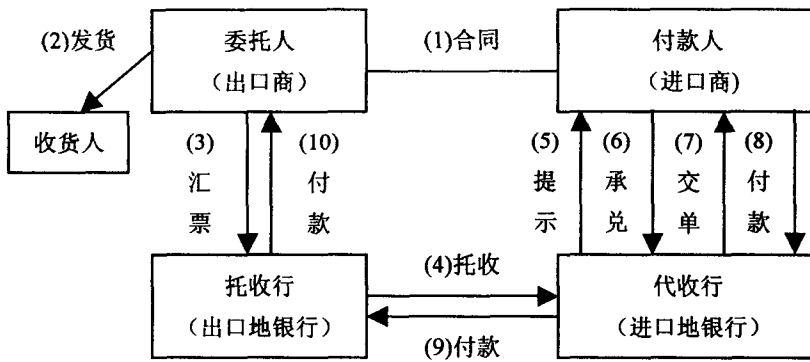 (2)发货
委托人
(出口商)
(1)合同
付款人
(进口商)
收货人
(3)
汇
票
(10)
付
款
(5)
提
示
(6)
承
兑
(7)
交
单
(8)
付
款
托收行
(出口地银行)
(4)托收
(9)付款
代收行
(进口地银行)